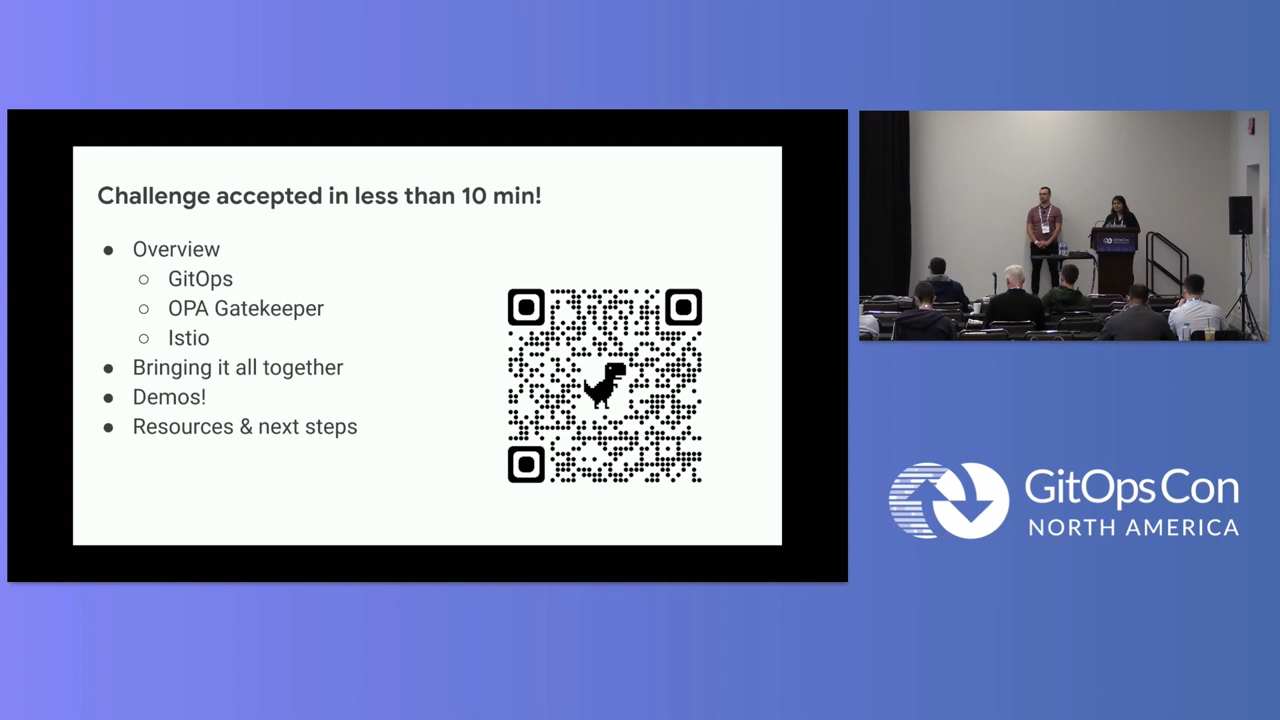 Challenge accepted in less than 10 min!
● Overview
○ GitOps
○ OPA Gatekeeper
○ Istio
● Bringing it all together
● Demos!
● Resources & next steps
GitOpsCon
NORTH AMERICA